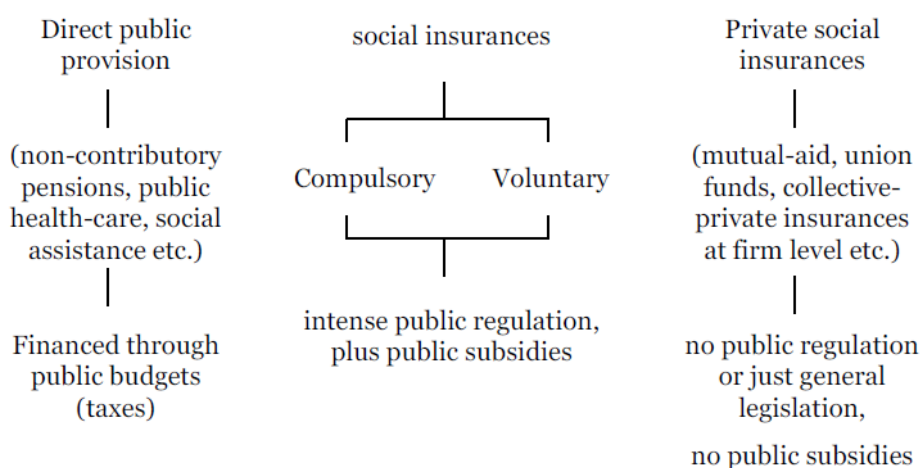 Direct public
provision
(non-contributory
pensions, public
health-care, social
assistance etc.)
Financed through
public budgets
(taxes)
social insurances
Compulsory
Voluntary
intense public regulation,
plus public subsidies
Private social
insurances
(mutual-aid, union
funds, collective-
private insurances
at firm level etc.)
no public regulation
or just general
legislation,
no public subsidies